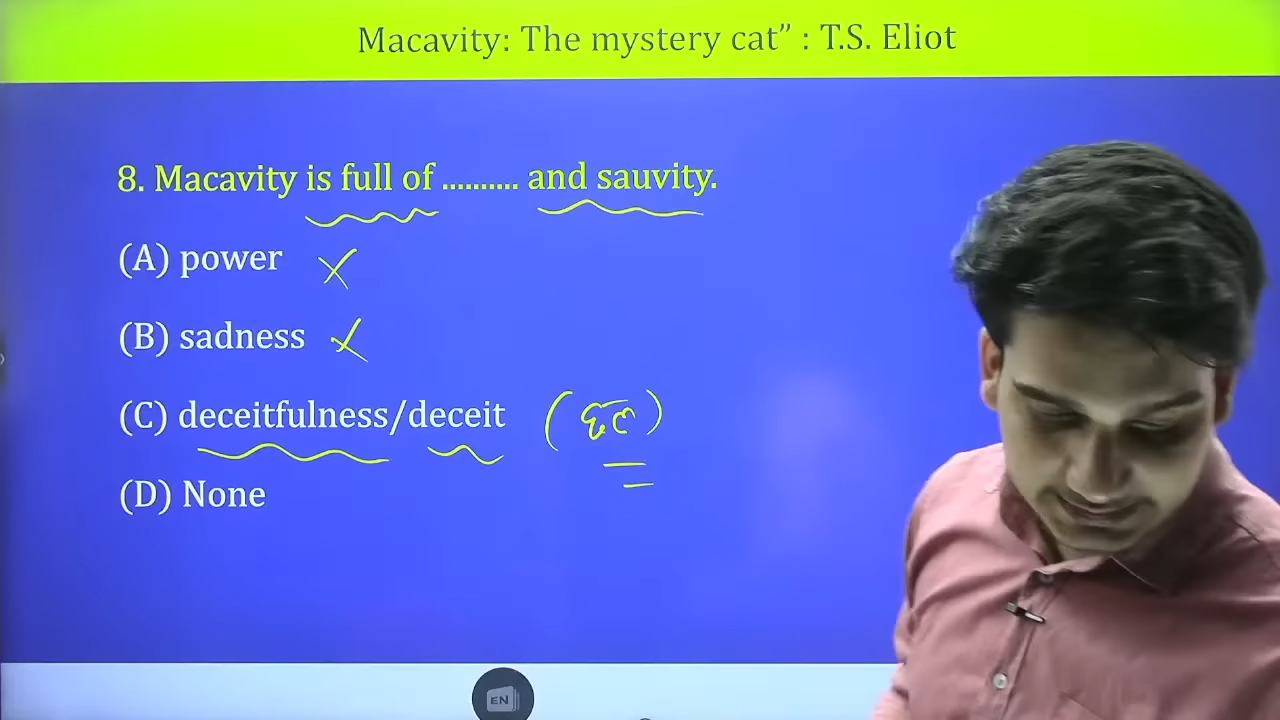 Macavity: The mystery cat” : T.S. Eliot
8. Macavity is full of .......... and sauvity.
(A) power
(B) sadness
(C) deceitfulness/deceit
(D) None
EN